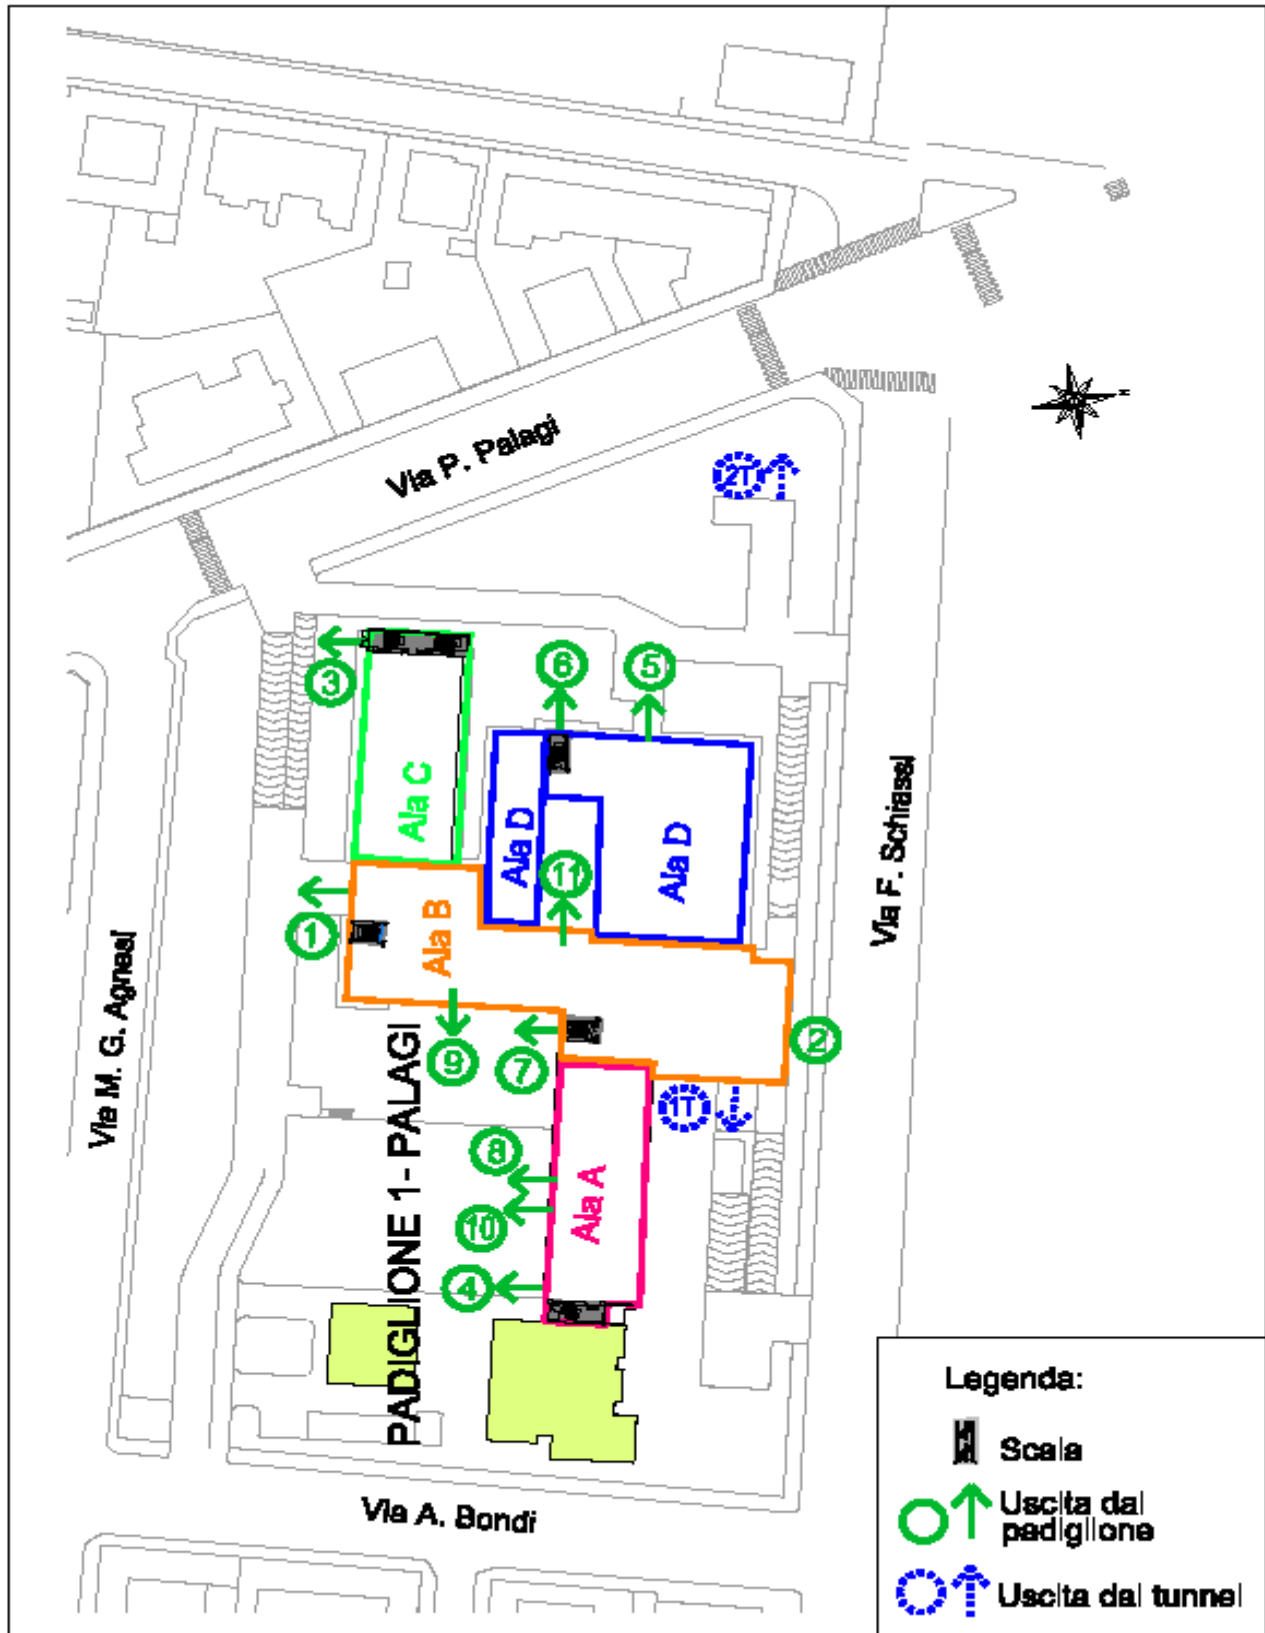 Via P. Palagi
2T
6
5
3
Ala C
Ala D
Ala D
11
Via F. Schiassi
1
Ala B
Via M. G. Agnesi
9
7
2
1T
PADIGLIONE 1- PALAGI
8
10
Ala A
4
Via A. Bondi
Legenda:
Scala
Uscita dal
padiglione
Uscita dal tunnel